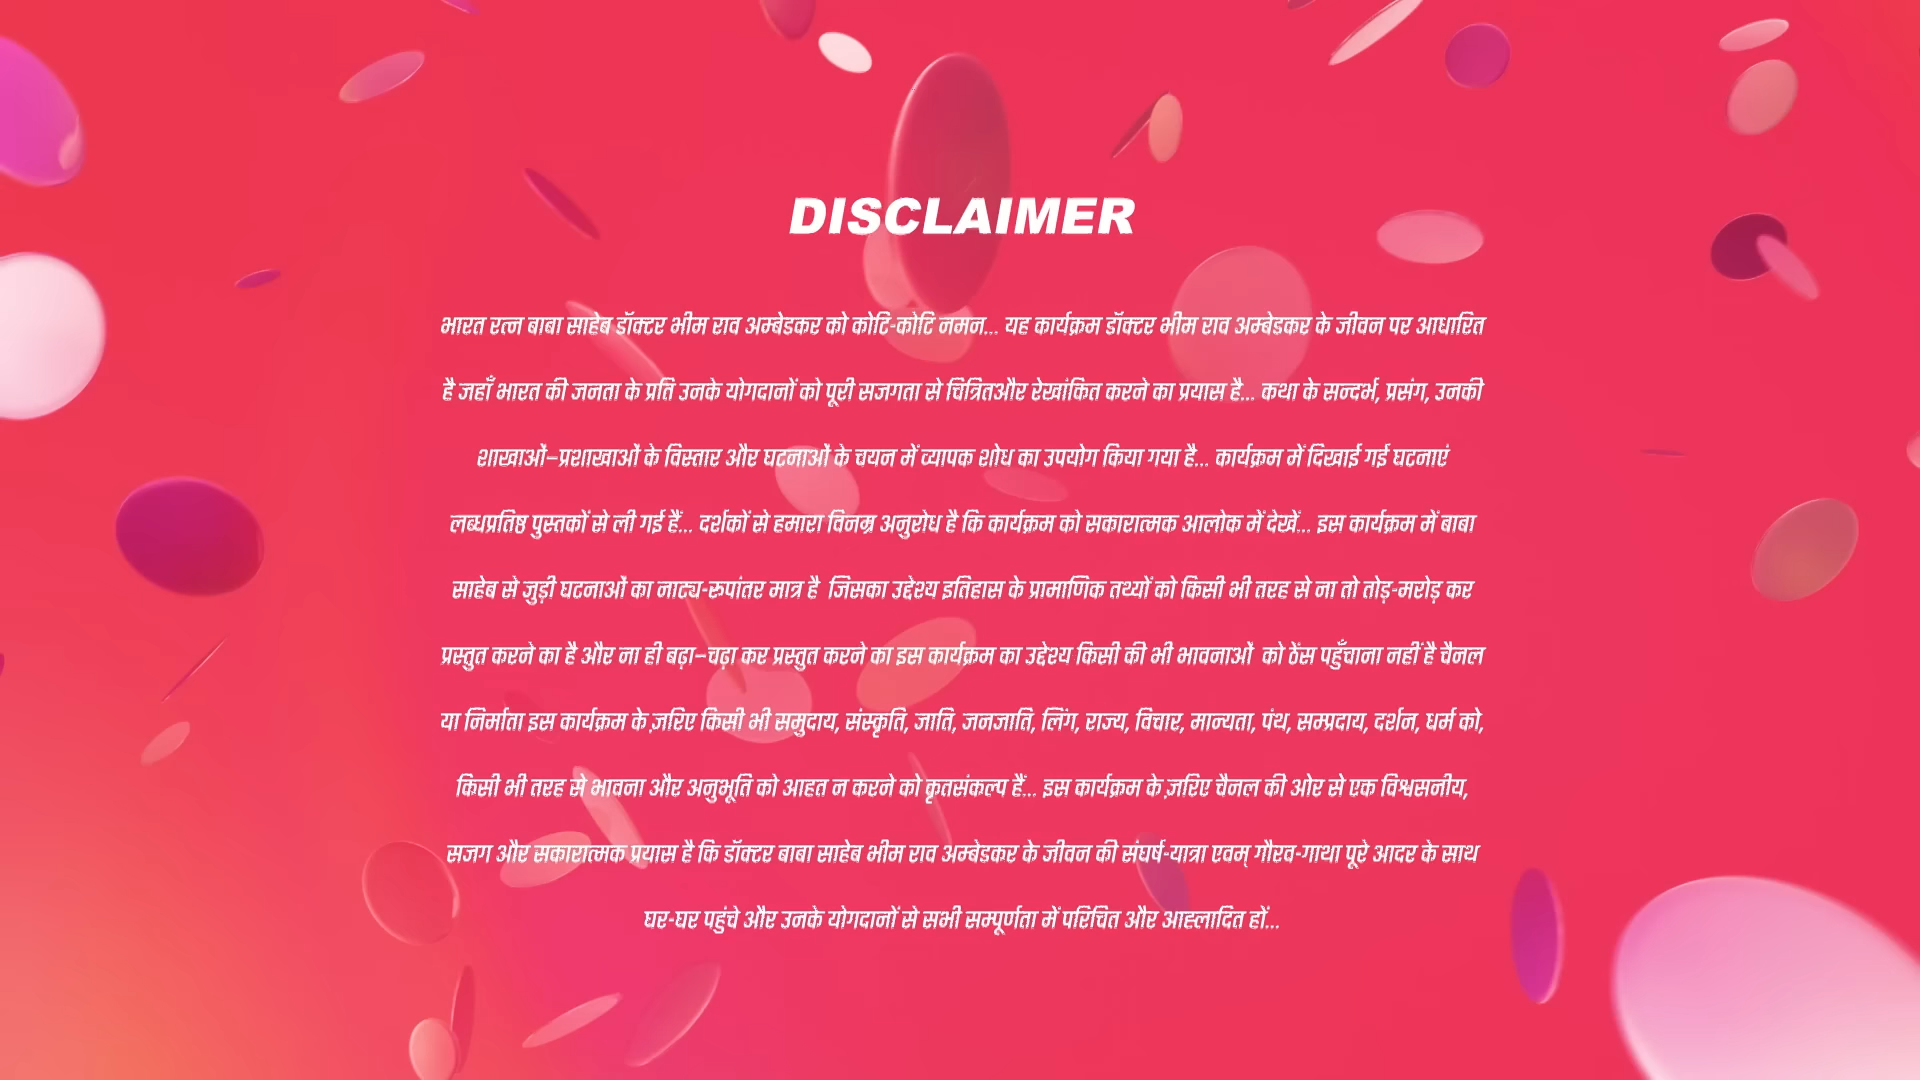 DISCLAIMER
भारत रत्न बाबा साहेब डॉक्टर भीम राव अम्बेडकर को कोटि-कोटि नमन... यह कार्यक्रम डॉक्टर भीम राव अम्बेडकर के जीवन पर आधारित
है जहाँ भारत की जनता के प्रति उनके योगदानों को पूरी सजगता से चित्रितऔर रेखांकित करने का प्रयास है... कथा के सन्दर्भ, प्रसंग, उनकी
शाखाओं–प्रशाखाओं के विस्तार और घटनाओं के चयन में व्यापक शोध का उपयोग किया गया है... कार्यक्रम में दिखाई गई घटनाएं
लब्धप्रतिष्ठ पुस्तकों से ली गई हैं... दर्शकों से हमारा विनम्र अनुरोध है कि कार्यक्रम को सकारात्मक आलोक में देखें... इस कार्यक्रम में बाबा
साहेब से जुड़ी घटनाओं का नाट्य-रुपांतर मात्र है जिसका उद्देश्य इतिहास के प्रामाणिक तथ्यों को किसी भी तरह से ना तो तोड़-मरोड़ कर
प्रस्तुत करने का है और ना ही बढ़ा–चढ़ा कर प्रस्तुत करने का इस कार्यक्रम का उद्देश्य किसी की भी भावनाओं को ठेंस पहुँचाना नहीं है चैनल
या निर्माता इस कार्यक्रम के ज़रिए किसी भी समुदाय, संस्कृति, जाति, जनजाति, लिंग, राज्य, विचार, मान्यता, पंथ, सम्प्रदाय, दर्शन, धर्म को,
किसी भी तरह से भावना और अनुभूति को आहत न करने को कृतसंकल्प हैं... इस कार्यक्रम के ज़रिए चैनल की ओर से एक विश्वसनीय,
सजग और सकारात्मक प्रयास है कि डॉक्टर बाबा साहेब भीम राव अम्बेडकर के जीवन की संघर्ष-यात्रा एवम् गौरव-गाथा पूरे आदर के साथ
घर-घर पहुंचे और उनके योगदानों से सभी सम्पूर्णता में परिचित और आह्लादित हों...